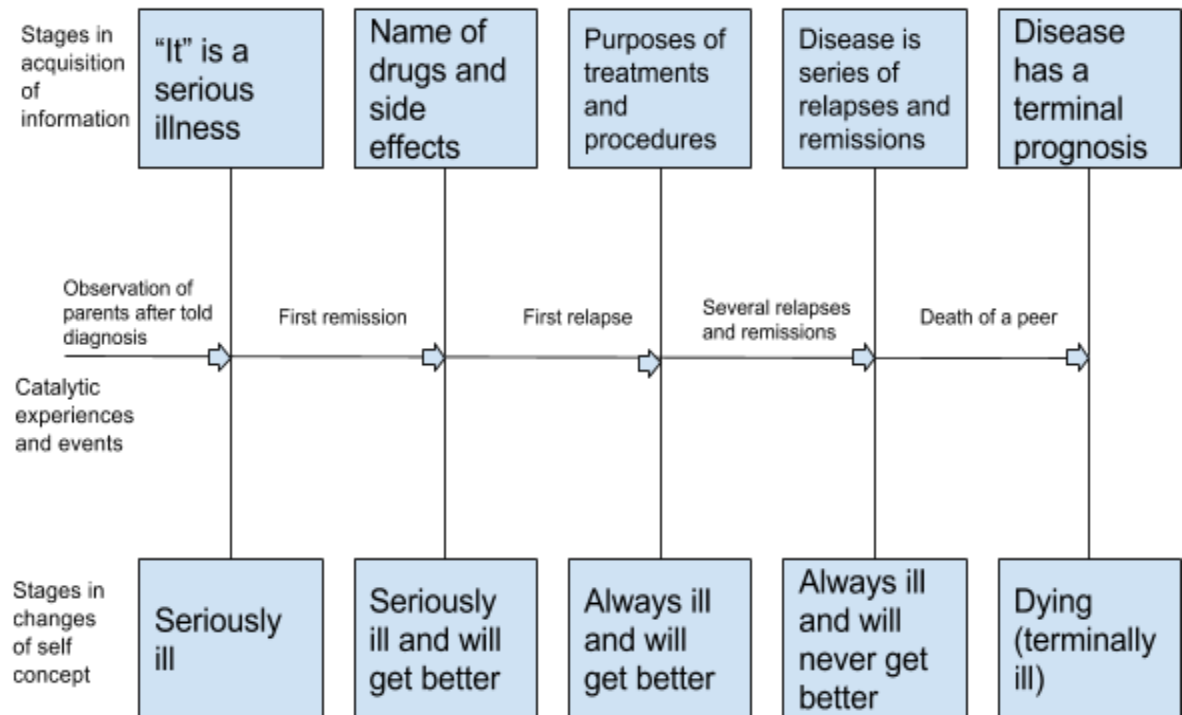 Stages in
acquisition
of
information
“It” is a
serious
illness
Name of
drugs and
side
effects
Purposes of
treatments
and
procedures
Disease is
series of
relapses and
remissions
Disease
has a
terminal
prognosis
Observation of
parents after told
diagnosis
First remission
First relapse
Several relapses
and remissions
Death of a peer
Catalytic
experiences
and events
Stages in
changes
of self
concept
Seriously
ill
Seriously
ill and will
get better
Always ill
and will
get better
Always ill
and will
never get
better
Dying
(terminally
ill)